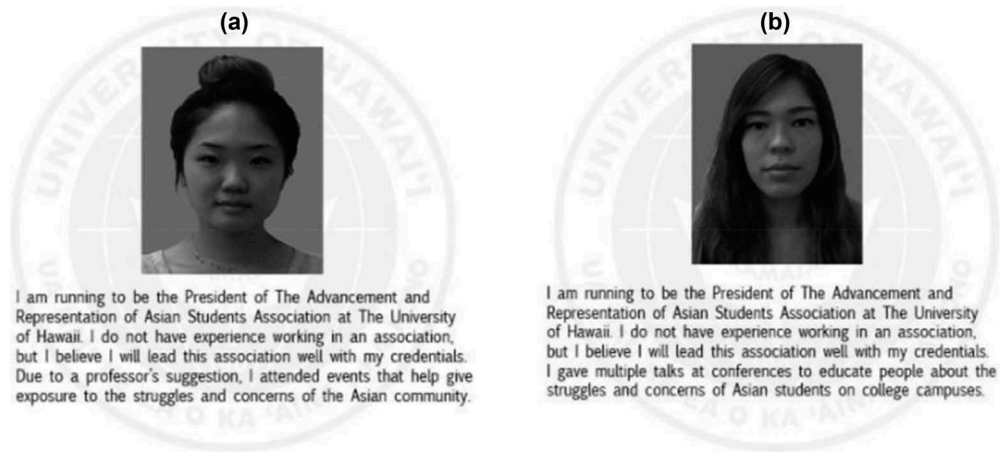 (a)
I am running to be the President of The Advancement and
Representation of Asian Students Association at The University
of Hawaii. I do not have experience working in an association,
but I believe I will lead this association well with my credentials.
Due to a professor's suggestion, I attended events that help give
exposure to the struggles and concerns of the Asian community.
(b)
I am running to be the President of The Advancement and
Representation of Asian Students Association at The University
of Hawaii. I do not have experience working in an association,
but I believe I will lead this association well with my credentials.
I gave multiple talks at conferences to educate people about the
struggles and concerns of Asian students on college campuses.
UNIVERSITY OF HAWAI'I
UNIVERSITY OF HAWAI'I